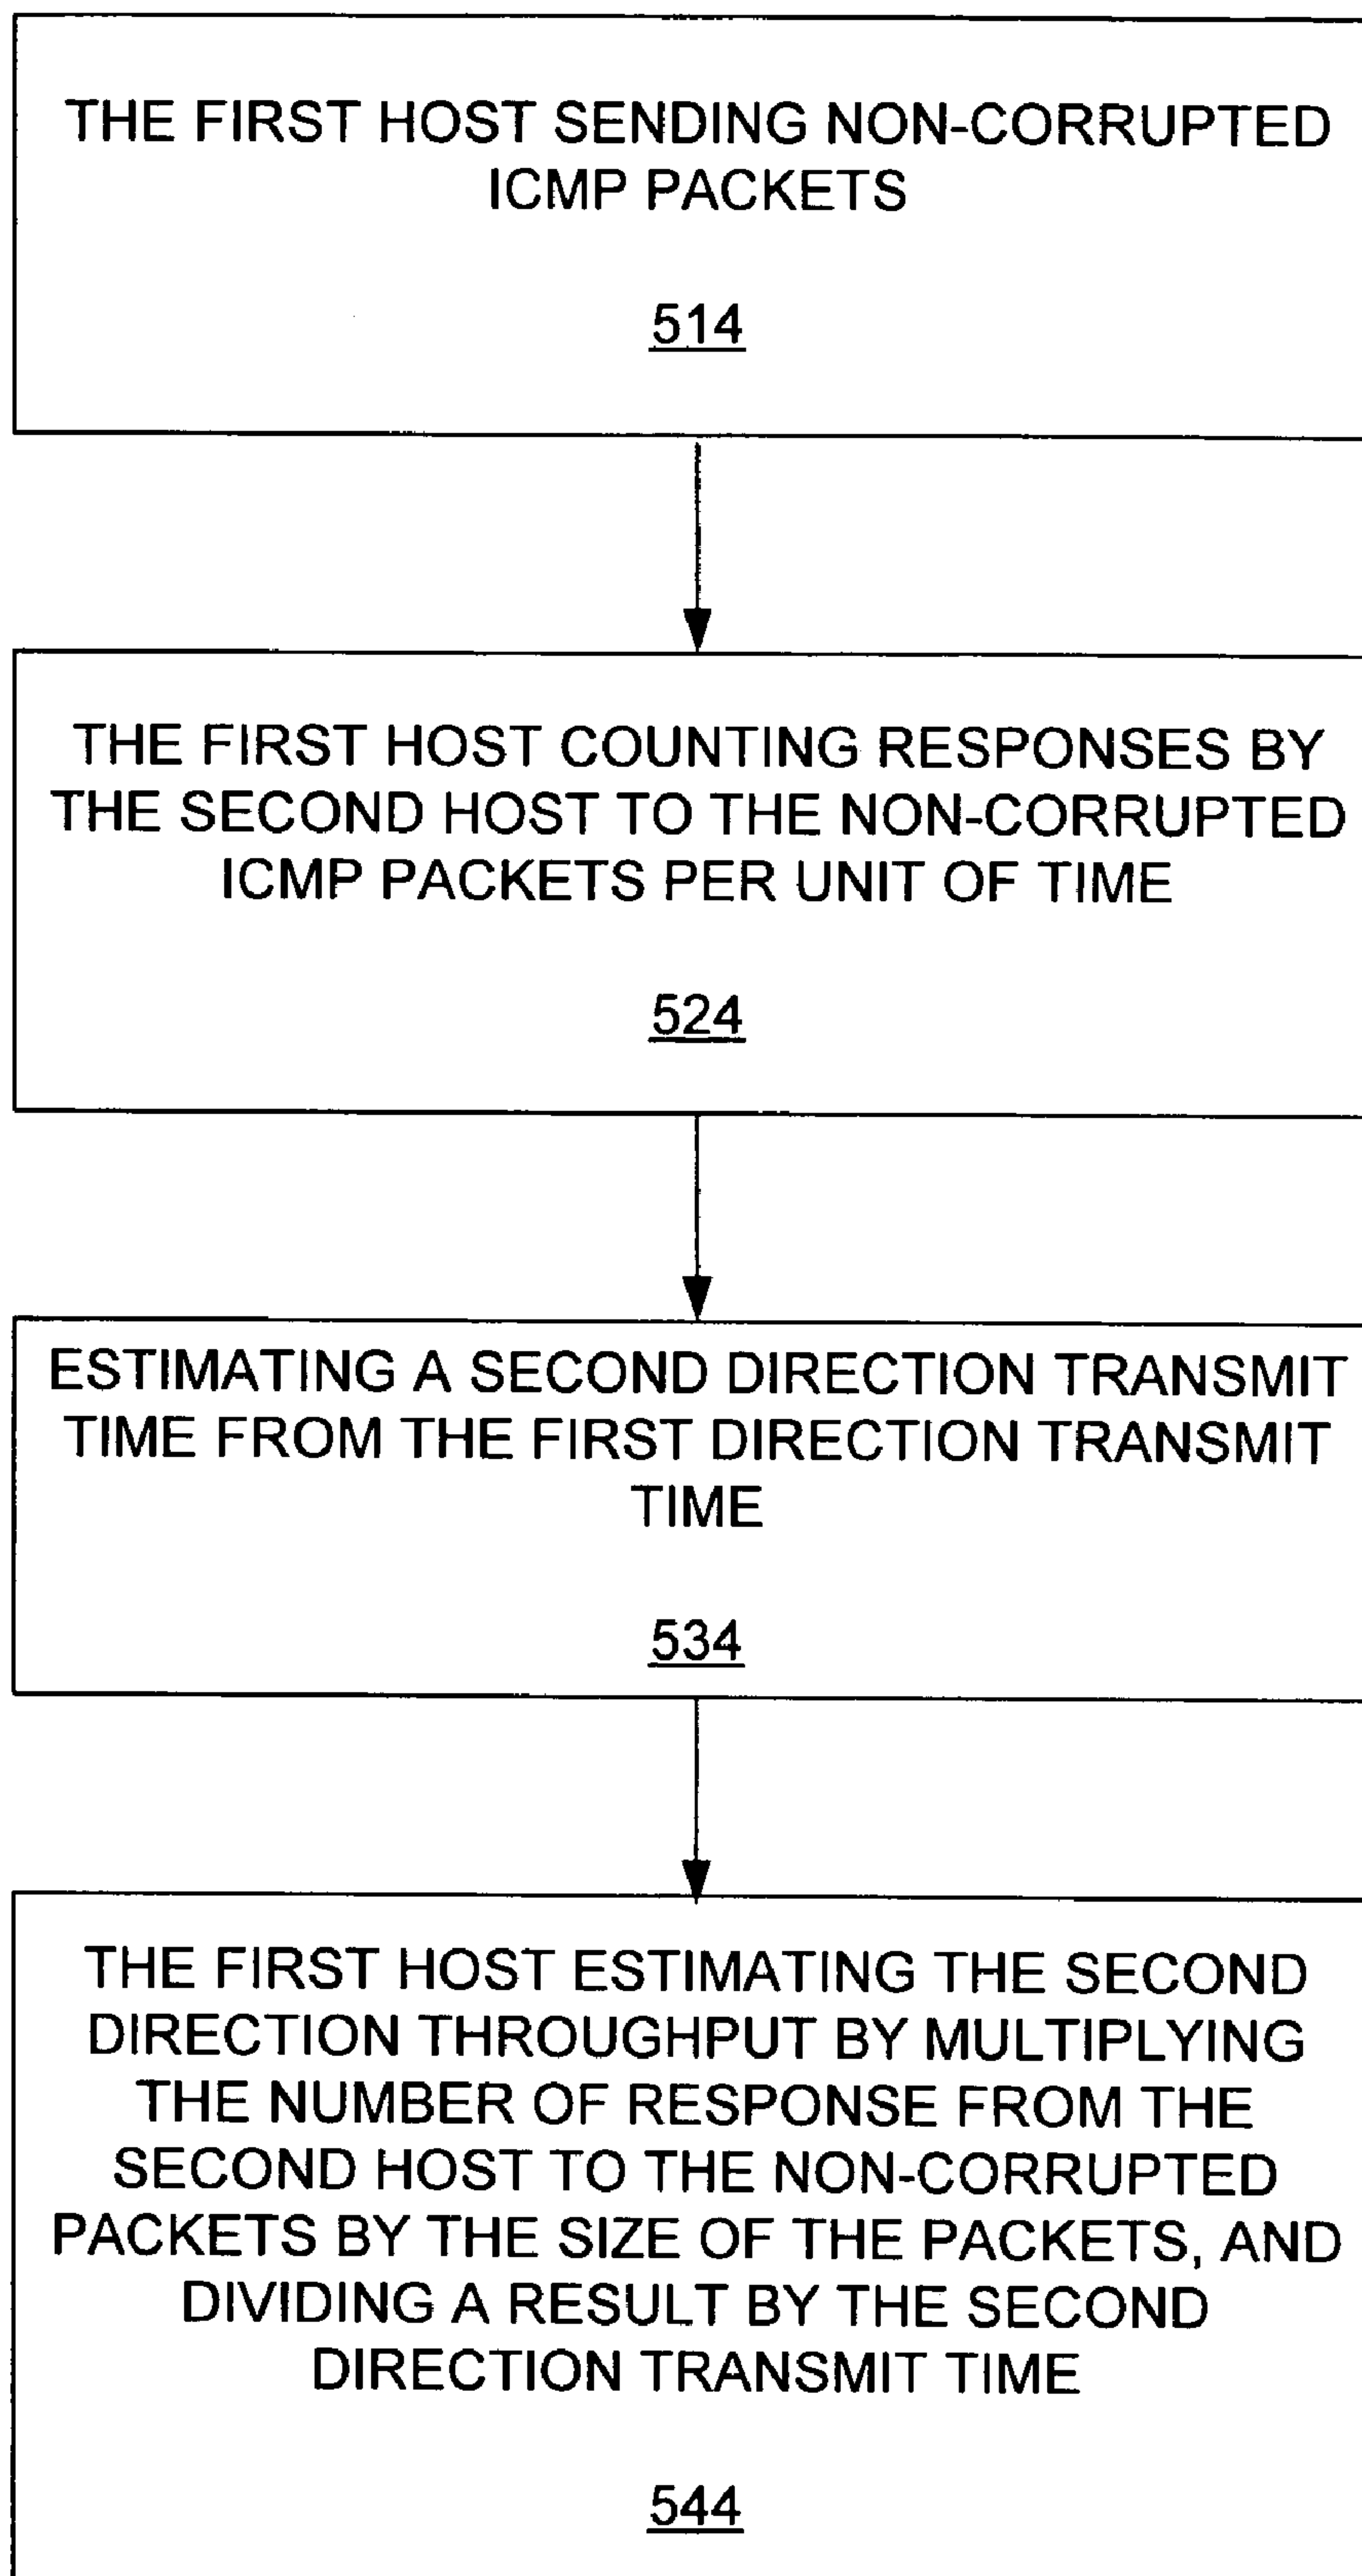 THE FIRST HOST SENDING NON-CORRUPTED
ICMP PACKETS
514
THE FIRST HOST COUNTING RESPONSES BY
THE SECOND HOST TO THE NON-CORRUPTED
ICMP PACKETS PER UNIT OF TIME
524
ESTIMATING A SECOND DIRECTION TRANSMIT
TIME FROM THE FIRST DIRECTION TRANSMIT
TIME
534
THE FIRST HOST ESTIMATING THE SECOND
DIRECTION THROUGHPUT BY MULTIPLYING
THE NUMBER OF RESPONSE FROM THE
SECOND HOST TO THE NON-CORRUPTED
PACKETS BY THE SIZE OF THE PACKETS, AND
DIVIDING A RESULT BY THE SECOND
DIRECTION TRANSMIT TIME
544